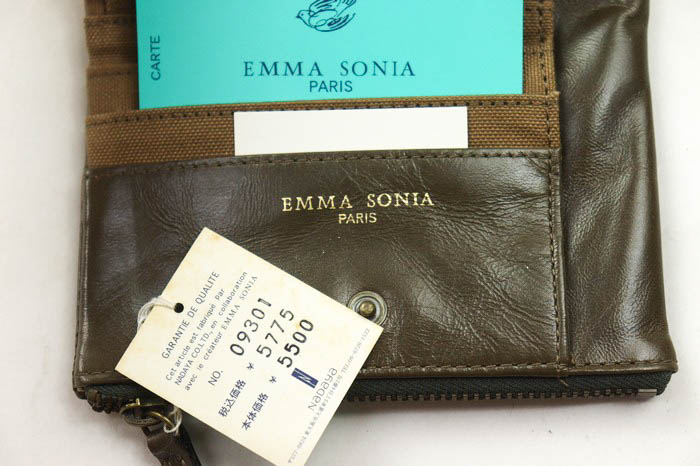 CARTE
EMMA SONIA
PARIS
EMMA SONIA
PARIS
GARANTIE DE QUALITE
Cet article est fabriqué par
NADAYA CO.LTD., en collaboration
avec le créateur EMMA SONIA
NO. 09301
税込価格 ¥ 5775
本体価格 ¥ 5500
N
Nadaya